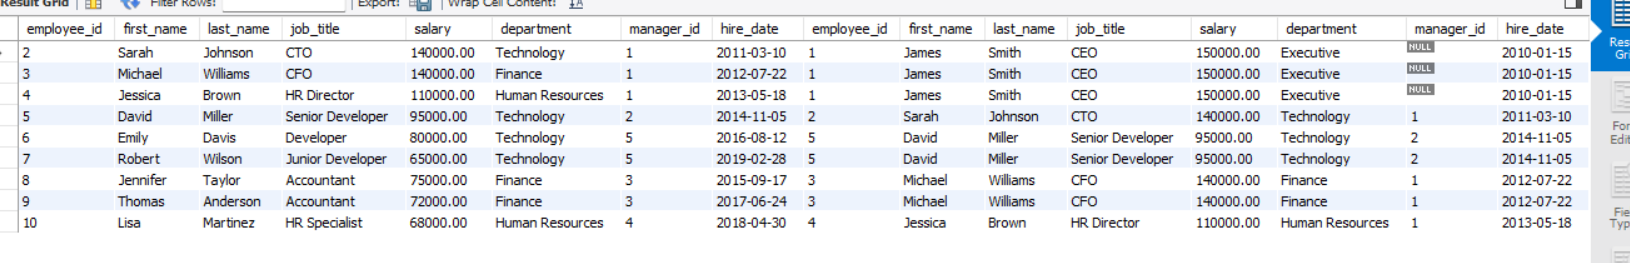 Result Grid Filter Rows: Export: Wrap Cell Content:
employee_id first_name last_name job_title salary department manager_id hire_date employee_id first_name last_name job_title salary department manager_id hire_date
2 Sarah Johnson CTO 140000.00 Technology 1 2011-03-10 1 James Smith CEO 150000.00 Executive NULL 2010-01-15
3 Michael Williams CFO 140000.00 Finance 1 2012-07-22 1 James Smith CEO 150000.00 Executive NULL 2010-01-15
4 Jessica Brown HR Director 110000.00 Human Resources 1 2013-05-18 1 James Smith CEO 150000.00 Executive NULL 2010-01-15
5 David Miller Senior Developer 95000.00 Technology 2 2014-11-05 2 Sarah Johnson CTO 140000.00 Technology 1 2011-03-10
6 Emily Davis Developer 80000.00 Technology 5 2016-08-12 5 David Miller Senior Developer 95000.00 Technology 2 2014-11-05
7 Robert Wilson Junior Developer 65000.00 Technology 5 2019-02-28 5 David Miller Senior Developer 95000.00 Technology 2 2014-11-05
8 Jennifer Taylor Accountant 75000.00 Finance 3 2015-09-17 3 Michael Williams CFO 140000.00 Finance 1 2012-07-22
9 Thomas Anderson Accountant 72000.00 Finance 3 2017-06-24 3 Michael Williams CFO 140000.00 Finance 1 2012-07-22
10 Lisa Martinez HR Specialist 68000.00 Human Resources 4 2018-04-30 4 Jessica Brown HR Director 110000.00 Human Resources 1 2013-05-18